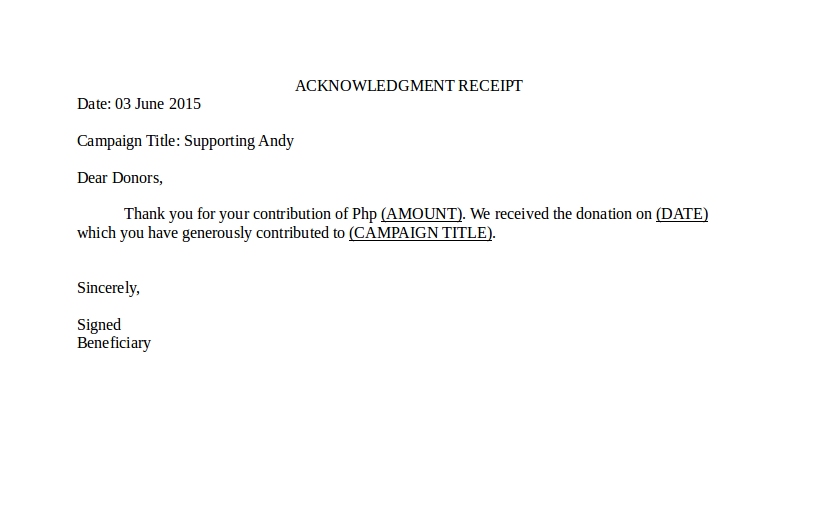 ACKNOWLEDGMENT RECEIPT
Date: 03 June 2015
Campaign Title: Supporting Andy
Dear Donors,
Thank you for your contribution of Php (AMOUNT). We received the donation on (DATE)
which you have generously contributed to (CAMPAIGN TITLE).
Sincerely,
Signed
Beneficiary